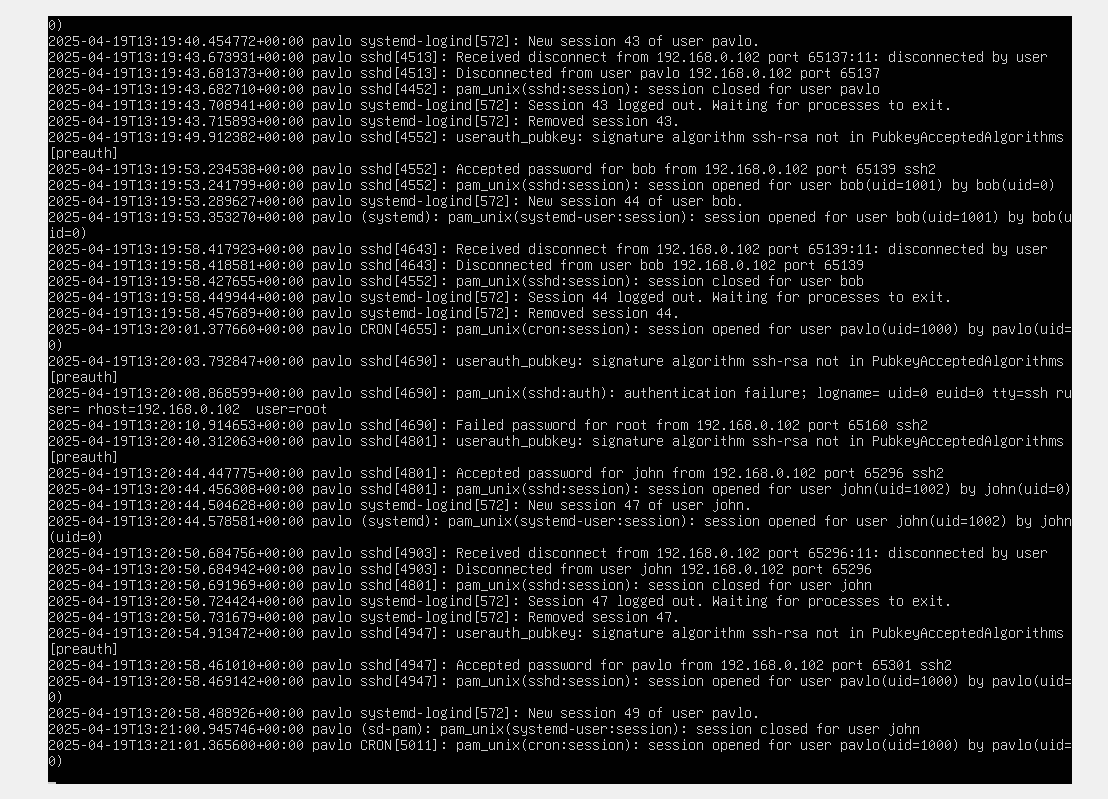 0)
2025-04-19T13:19:40.454772+00:00 pavlo systemd-logind[572]: New session 43 of user pavlo.
2025-04-19T13:19:43.673931+00:00 pavlo sshd[4513]: Received disconnect from 192.168.0.102 port 65137:11: disconnected by user
2025-04-19T13:19:43.681373+00:00 pavlo sshd[4513]: Disconnected from user pavlo 192.168.0.102 port 65137
2025-04-19T13:19:43.682710+00:00 pavlo sshd[4452]: pam_unix(sshd:session): session closed for user pavlo
2025-04-19T13:19:43.708941+00:00 pavlo systemd-logind[572]: Session 43 logged out. Waiting for processes to exit.
2025-04-19T13:19:43.715893+00:00 pavlo systemd-logind[572]: Removed session 43.
2025-04-19T13:19:49.912382+00:00 pavlo sshd[4552]: userauth_pubkey: signature algorithm ssh-rsa not in PubkeyAcceptedAlgorithms
[preauth]
2025-04-19T13:19:53.234538+00:00 pavlo sshd[4552]: Accepted password for bob from 192.168.0.102 port 65139 ssh2
2025-04-19T13:19:53.241799+00:00 pavlo sshd[4552]: pam_unix(sshd:session): session opened for user bob(uid=1001) by bob(uid=0)
2025-04-19T13:19:53.289627+00:00 pavlo systemd-logind[572]: New session 44 of user bob.
2025-04-19T13:19:53.353270+00:00 pavlo (systemd): pam_unix(systemd-user:session): session opened for user bob(uid=1001) by bob(u
id=0)
2025-04-19T13:19:58.417923+00:00 pavlo sshd[4643]: Received disconnect from 192.168.0.102 port 65139:11: disconnected by user
2025-04-19T13:19:58.418581+00:00 pavlo sshd[4643]: Disconnected from user bob 192.168.0.102 port 65139
2025-04-19T13:19:58.427655+00:00 pavlo sshd[4552]: pam_unix(sshd:session): session closed for user bob
2025-04-19T13:19:58.449944+00:00 pavlo systemd-logind[572]: Session 44 logged out. Waiting for processes to exit.
2025-04-19T13:19:58.457689+00:00 pavlo systemd-logind[572]: Removed session 44.
2025-04-19T13:20:01.377660+00:00 pavlo CRON[4655]: pam_unix(cron:session): session opened for user pavlo(uid=1000) by pavlo(uid=
0)
2025-04-19T13:20:03.792847+00:00 pavlo sshd[4690]: userauth_pubkey: signature algorithm ssh-rsa not in PubkeyAcceptedAlgorithms
[preauth]
2025-04-19T13:20:08.868599+00:00 pavlo sshd[4690]: pam_unix(sshd:auth): authentication failure; logname= uid=0 euid=0 tty=ssh ru
ser= rhost=192.168.0.102  user=root
2025-04-19T13:20:10.914653+00:00 pavlo sshd[4690]: Failed password for root from 192.168.0.102 port 65160 ssh2
2025-04-19T13:20:40.312063+00:00 pavlo sshd[4801]: userauth_pubkey: signature algorithm ssh-rsa not in PubkeyAcceptedAlgorithms
[preauth]
2025-04-19T13:20:44.447775+00:00 pavlo sshd[4801]: Accepted password for john from 192.168.0.102 port 65296 ssh2
2025-04-19T13:20:44.456308+00:00 pavlo sshd[4801]: pam_unix(sshd:session): session opened for user john(uid=1002) by john(uid=0)
2025-04-19T13:20:44.504628+00:00 pavlo systemd-logind[572]: New session 47 of user john.
2025-04-19T13:20:44.578581+00:00 pavlo (systemd): pam_unix(systemd-user:session): session opened for user john(uid=1002) by john
(uid=0)
2025-04-19T13:20:50.684756+00:00 pavlo sshd[4903]: Received disconnect from 192.168.0.102 port 65296:11: disconnected by user
2025-04-19T13:20:50.684942+00:00 pavlo sshd[4903]: Disconnected from user john 192.168.0.102 port 65296
2025-04-19T13:20:50.691969+00:00 pavlo sshd[4801]: pam_unix(sshd:session): session closed for user john
2025-04-19T13:20:50.724424+00:00 pavlo systemd-logind[572]: Session 47 logged out. Waiting for processes to exit.
2025-04-19T13:20:50.731679+00:00 pavlo systemd-logind[572]: Removed session 47.
2025-04-19T13:20:54.913472+00:00 pavlo sshd[4947]: userauth_pubkey: signature algorithm ssh-rsa not in PubkeyAcceptedAlgorithms
[preauth]
2025-04-19T13:20:58.461010+00:00 pavlo sshd[4947]: Accepted password for pavlo from 192.168.0.102 port 65301 ssh2
2025-04-19T13:20:58.469142+00:00 pavlo sshd[4947]: pam_unix(sshd:session): session opened for user pavlo(uid=1000) by pavlo(uid=
0)
2025-04-19T13:20:58.488926+00:00 pavlo systemd-logind[572]: New session 49 of user pavlo.
2025-04-19T13:21:00.945746+00:00 pavlo (sd-pam): pam_unix(systemd-user:session): session closed for user john
2025-04-19T13:21:01.365600+00:00 pavlo CRON[5011]: pam_unix(cron:session): session opened for user pavlo(uid=1000) by pavlo(uid=
0)